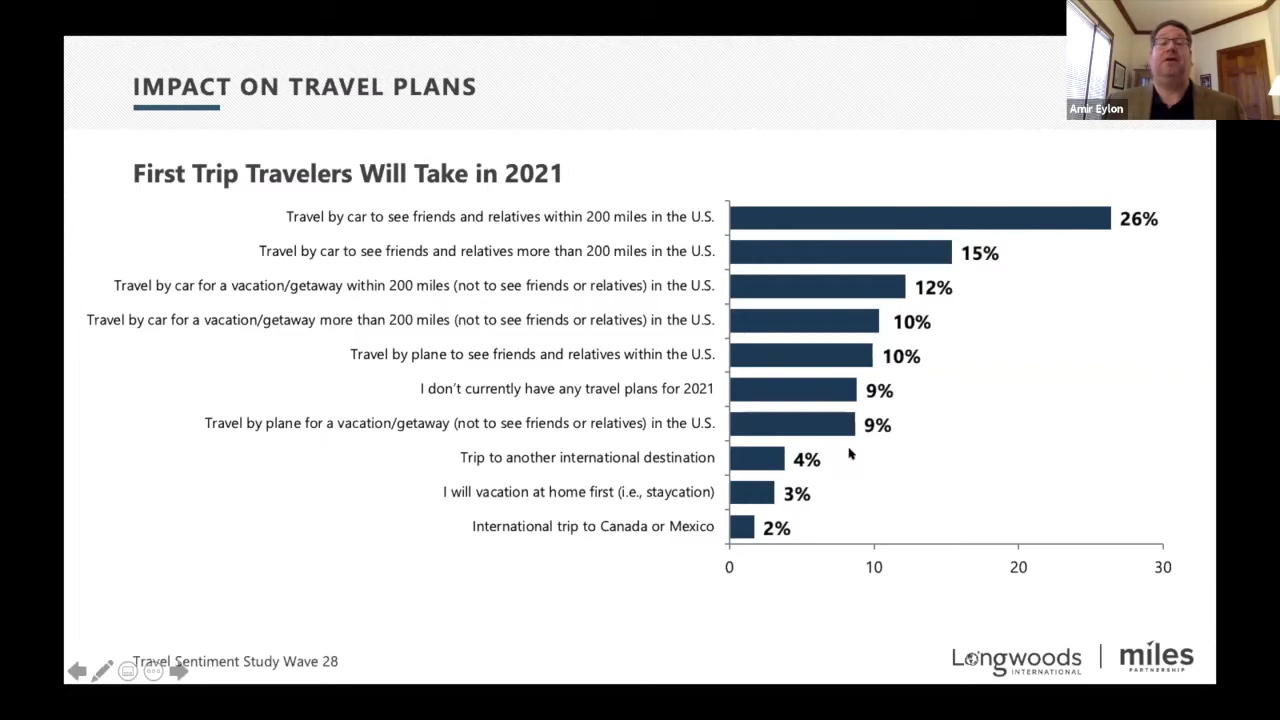 Amir Eylon
IMPACT ON TRAVEL PLANS
First Trip Travelers Will Take in 2021
Travel by car to see friends and relatives within 200 miles in the U.S. 26%
Travel by car to see friends and relatives more than 200 miles in the U.S. 15%
Travel by car for a vacation/getaway within 200 miles (not to see friends or relatives) in the U.S. 12%
Travel by car for a vacation/getaway more than 200 miles (not to see friends or relatives) in the U.S. 10%
Travel by plane to see friends and relatives within the U.S. 10%
I don't currently have any travel plans for 2021 9%
Travel by plane for a vacation/getaway (not to see friends or relatives) in the U.S. 9%
Trip to another international destination 4%
I will vacation at home first (i.e., staycation) 3%
International trip to Canada or Mexico 2%
0 10 20 30
Travel Sentiment Study Wave 28
Longwoods
INTERNATIONAL
miles
PARTNERSHIP